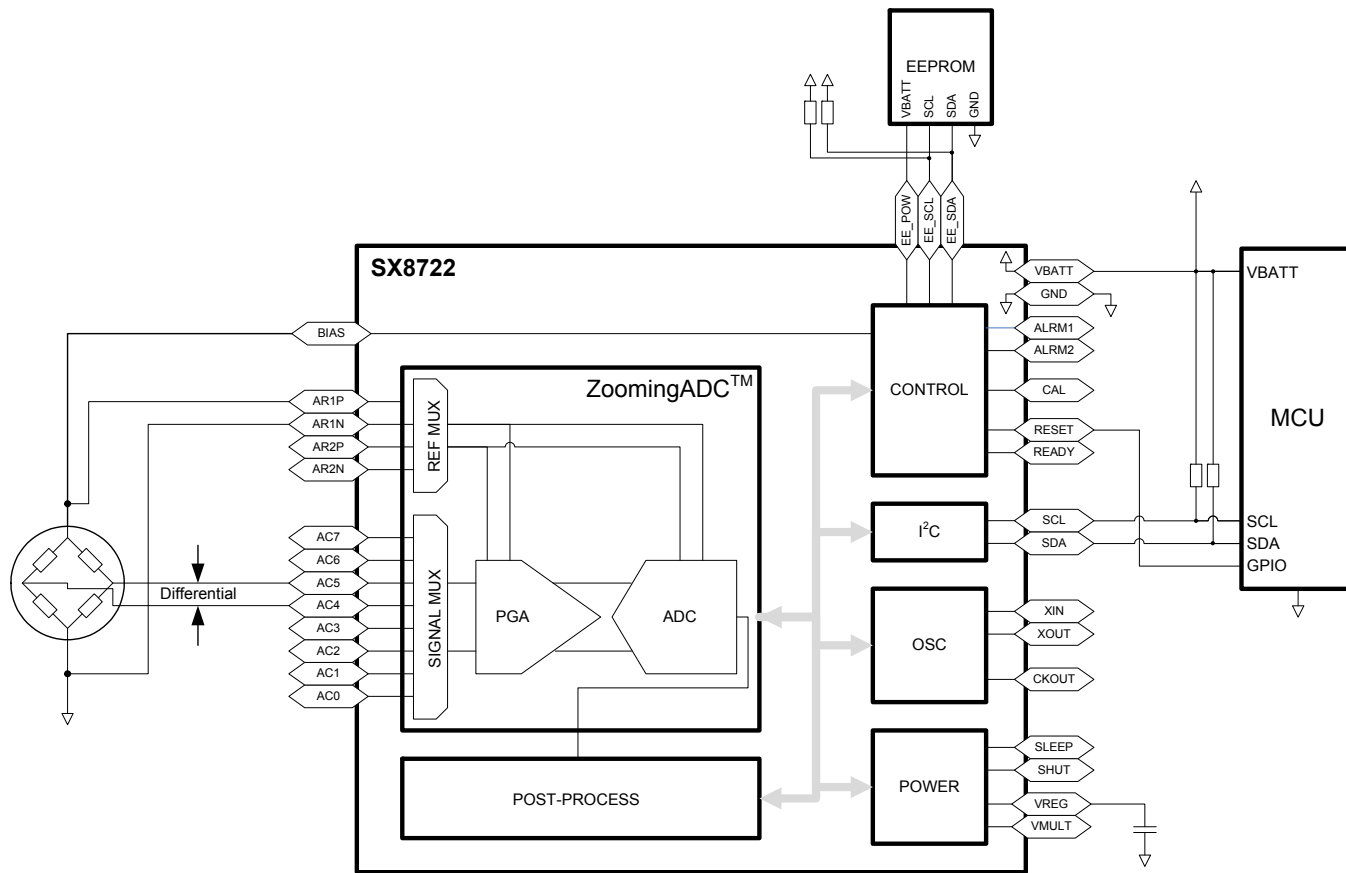 EEPROM
VBATT
SCL
SDA
GND
EE_POW
EE_SCL
EE_SDA
SX8722
VBATT
GND
VBATT
BIAS
ALRM1
ALRM2
CONTROL
CAL
RESET
READY
MCU
ZoomingADC™
AR1P
AR1N
AR2P
AR2N
REF MUX
AC7
AC6
AC5
AC4
AC3
AC2
AC1
AC0
Differential
SIGNAL MUX
PGA
ADC
I²C
SCL
SDA
SCL
SDA
GPIO
OSC
XIN
XOUT
CKOUT
POST-PROCESS
POWER
SLEEP
SHUT
VREG
VMULT